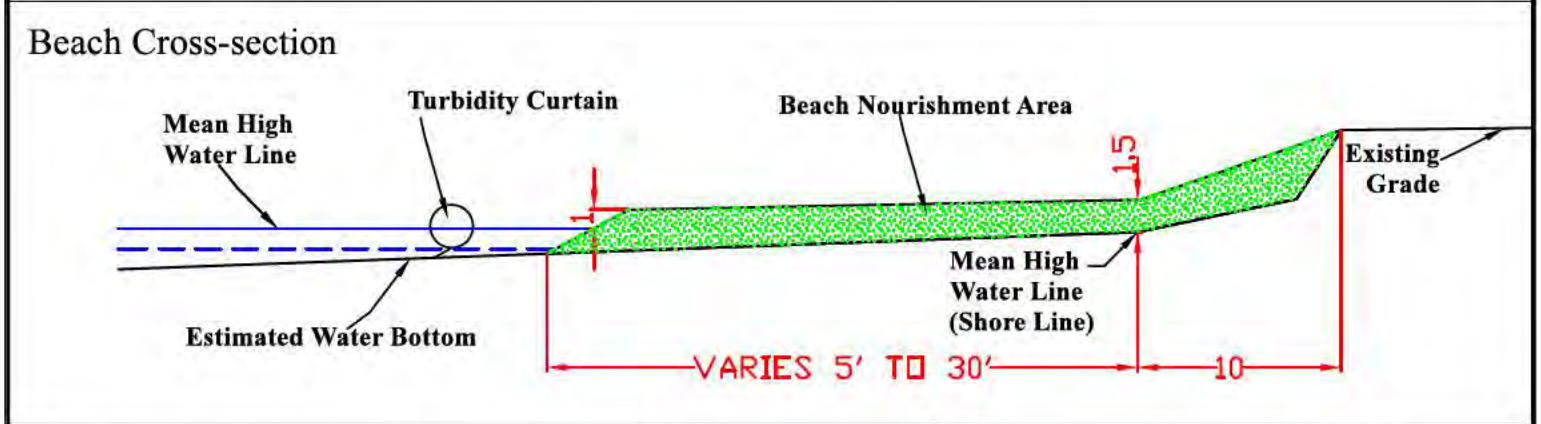 Beach Cross-section
Turbidity Curtain
Beach Nourishment Area
Mean High
Water Line
1.5
Existing
Grade
1
Mean High
Water Line
(Shore Line)
Estimated Water Bottom
VARIES 5' TO 30'
10